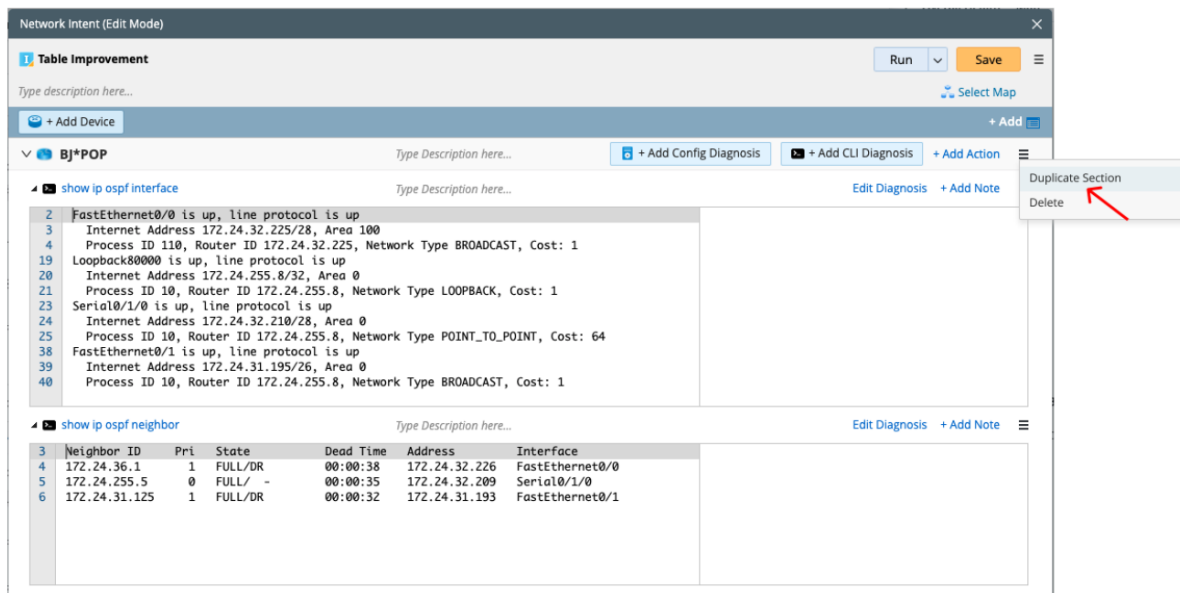 Network Intent (Edit Mode)
Table Improvement
Run
Save
Type description here...
Select Map
+ Add Device
+ Add
BJ*POP
Type Description here...
+ Add Config Diagnosis
+ Add CLI Diagnosis
+ Add Action
Duplicate Section
Delete
show ip ospf interface
Type Description here...
Edit Diagnosis
+ Add Note
2 FastEthernet0/0 is up, line protocol is up
3 Internet Address 172.24.32.225/28, Area 100
4 Process ID 110, Router ID 172.24.32.225, Network Type BROADCAST, Cost: 1
19 Loopback80000 is up, line protocol is up
20 Internet Address 172.24.255.8/32, Area 0
21 Process ID 10, Router ID 172.24.255.8, Network Type LOOPBACK, Cost: 1
23 Serial0/1/0 is up, line protocol is up
24 Internet Address 172.24.32.210/28, Area 0
25 Process ID 10, Router ID 172.24.255.8, Network Type POINT_TO_POINT, Cost: 64
38 FastEthernet0/1 is up, line protocol is up
39 Internet Address 172.24.31.195/26, Area 0
40 Process ID 10, Router ID 172.24.255.8, Network Type BROADCAST, Cost: 1
show ip ospf neighbor
Type Description here...
Edit Diagnosis
+ Add Note
3 Neighbor ID Pri State Dead Time Address Interface
4 172.24.36.1 1 FULL/DR 00:00:38 172.24.32.226 FastEthernet0/0
5 172.24.255.5 0 FULL/ - 00:00:35 172.24.32.209 Serial0/1/0
6 172.24.31.125 1 FULL/DR 00:00:32 172.24.31.193 FastEthernet0/1